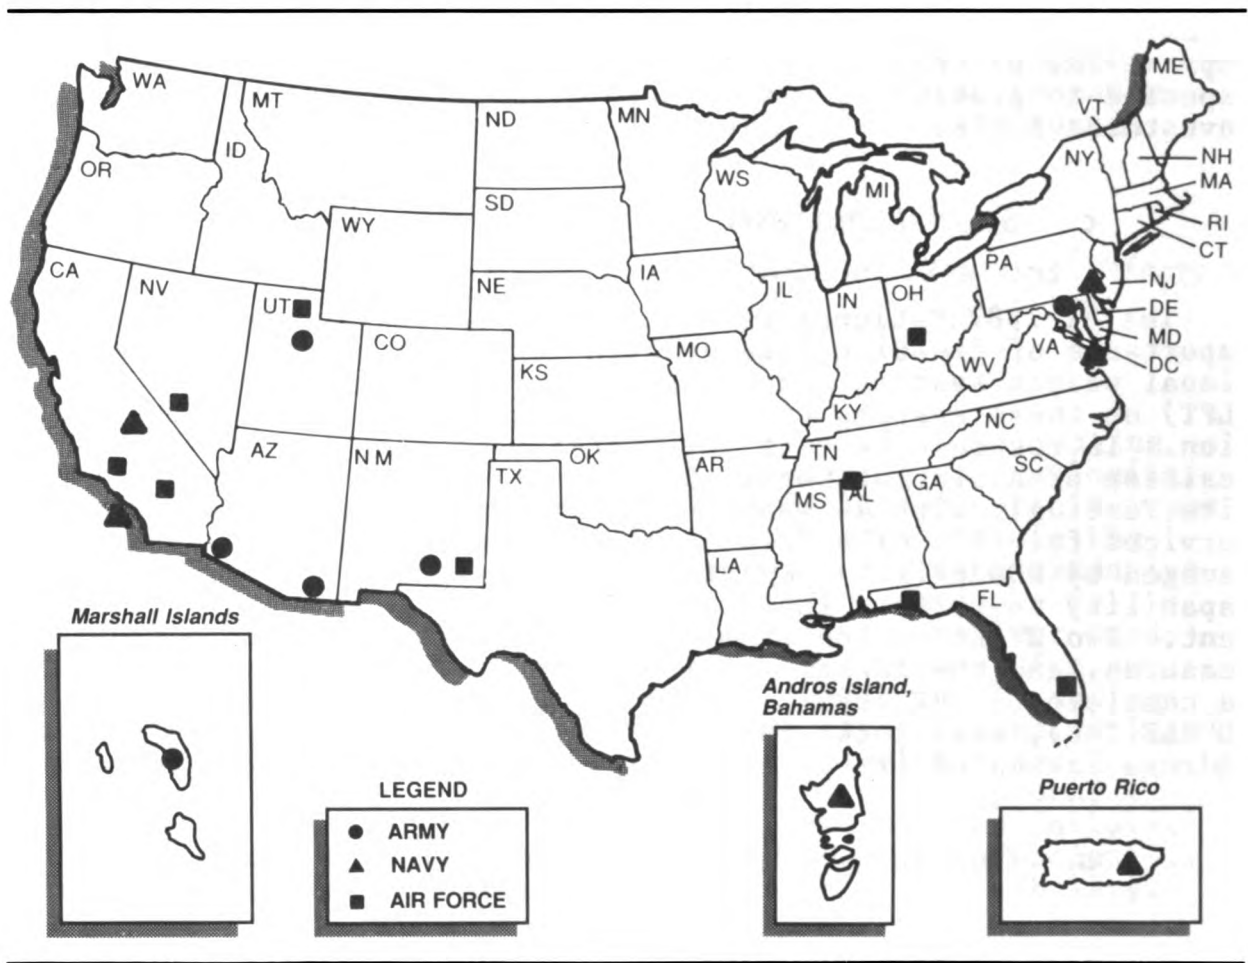 WA
MT
ND
MN
ME
VT
OR
ID
NY
NH
WS
MI
MA
SD
WY
RI
CT
PA
CA
NV
IA
NE
IL
IN
OH
NJ
UT
DE
CO
MO
VA
MD
DC
KS
WV
KY
NC
AZ
NM
OK
TN
TX
AR
SC
MS
AL
GA
LA
FL
Marshall Islands
Andros Island,
Bahamas
Puerto Rico
LEGEND
ARMY
NAVY
AIR FORCE